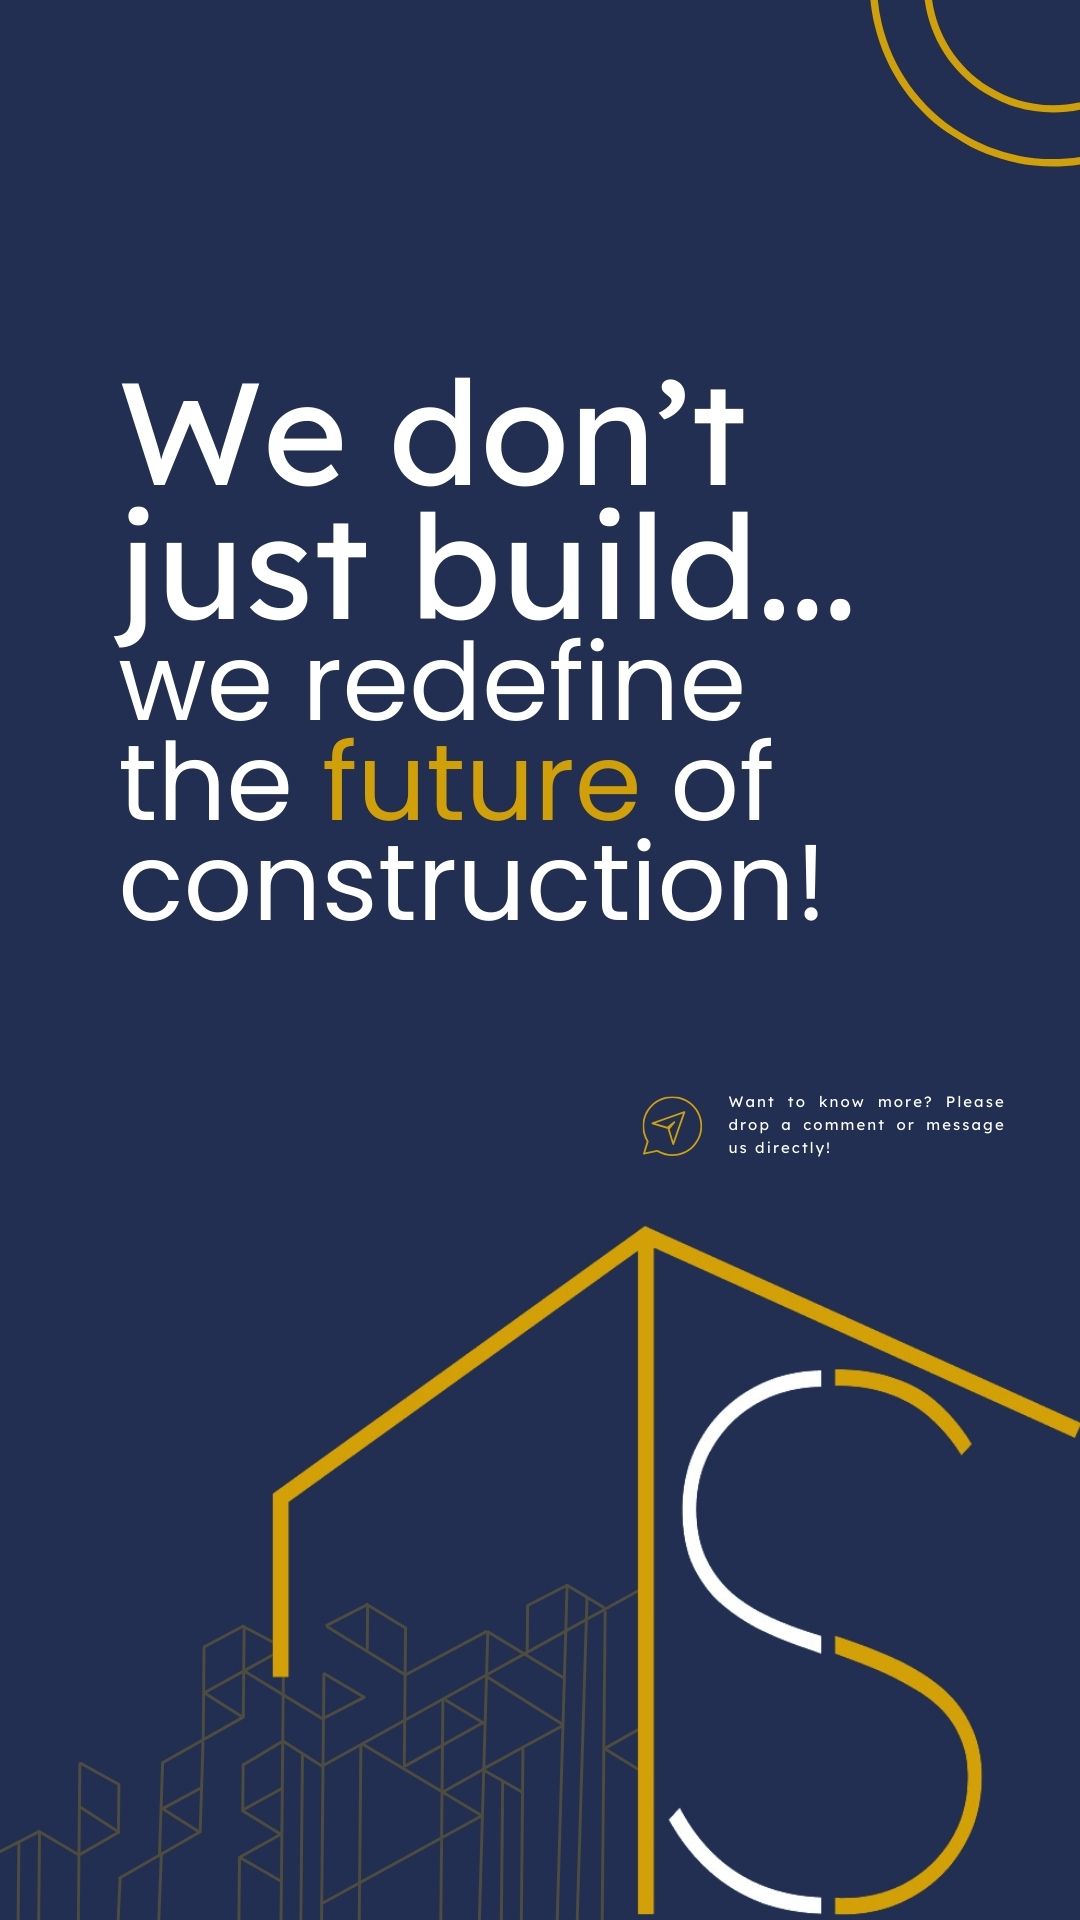 We don’t
just build...
we redefine
the future of
construction!
Want to know more? Please
drop a comment or message
us directly!
S